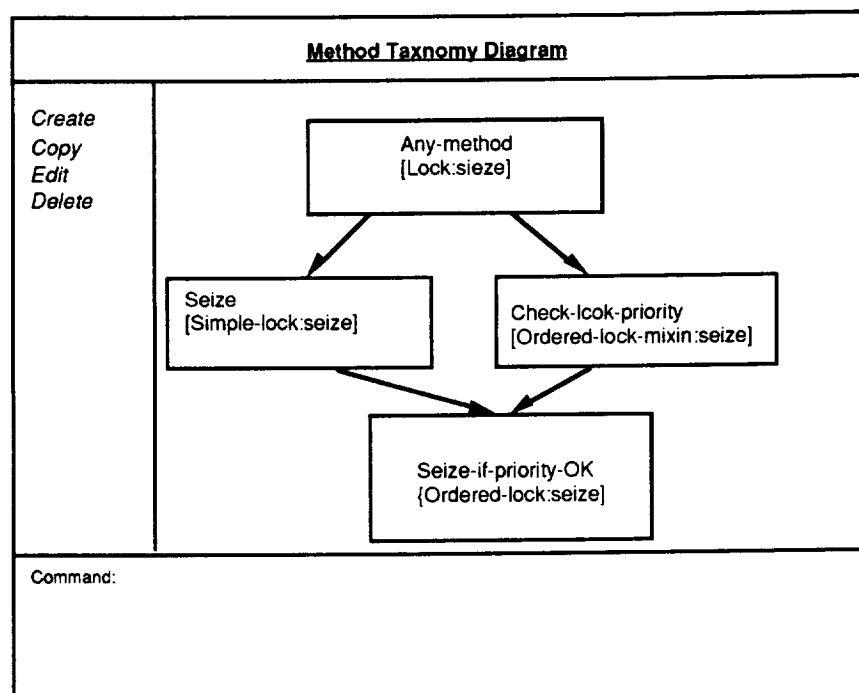 Method Taxnomy Diagram
Create
Copy
Edit
Delete
Any-method
[Lock:sieze]
Seize
[Simple-lock:seize]
Check-lcok-priority
[Ordered-lock-mixin:seize]
Seize-if-priority-OK
{Ordered-lock:seize]
Command: